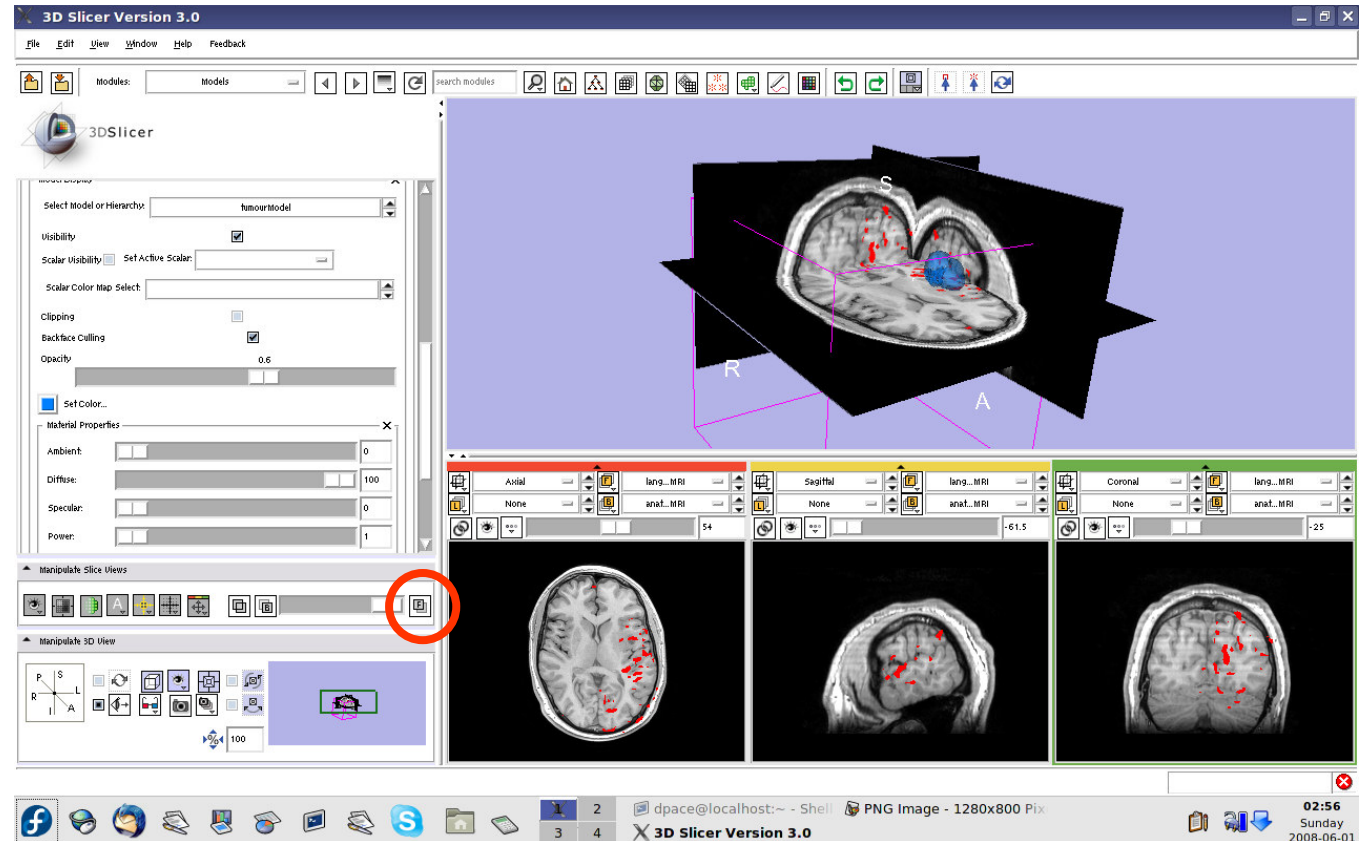 3D Slicer Version 3.0
File Edit View Window Help Feedback
Modules: Models search modules
3DSlicer
Model Display
Select Model or Hierarchy: tumourModel
Visibility
Scalar Visibility Set Active Scalar:
Scalar Color Map Select:
Clipping
Backface Culling
Opacity
0.6
Set Color...
Material Properties
Ambient: 0
Diffuse: 100
Specular: 0
Power: 1
Manipulate Slice Views
B F
Manipulate 3D View
P S
R L
I A
% 100
S
R
A
Axial F lang...MRI
L None B anat...MRI
54
Sagittal F lang...MRI
L None B anat...MRI
-61.5
Coronal F lang...MRI
L None B anat...MRI
-25
1 2
3 4
dpace@localhost:~ - Shell
PNG Image - 1280x800 Pix
3D Slicer Version 3.0
02:56
Sunday
2008-06-01